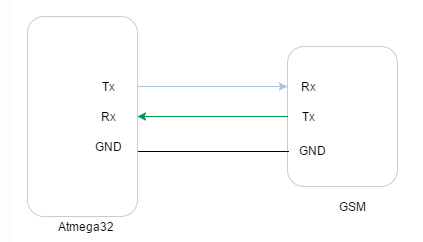 Tx
Rx
GND
Rx
Tx
GND
Atmega32
GSM